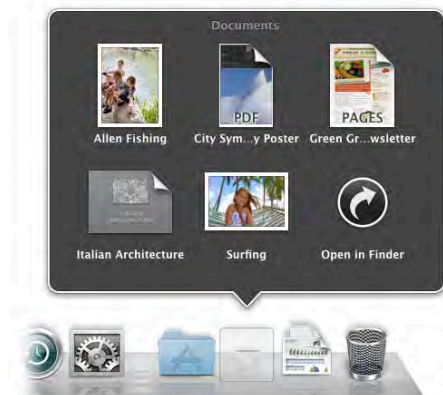 Documents
PDF
PAGES
Allen Fishing City Sym...y Poster Green Gr...wsletter
Italian Architecture Surfing Open in Finder